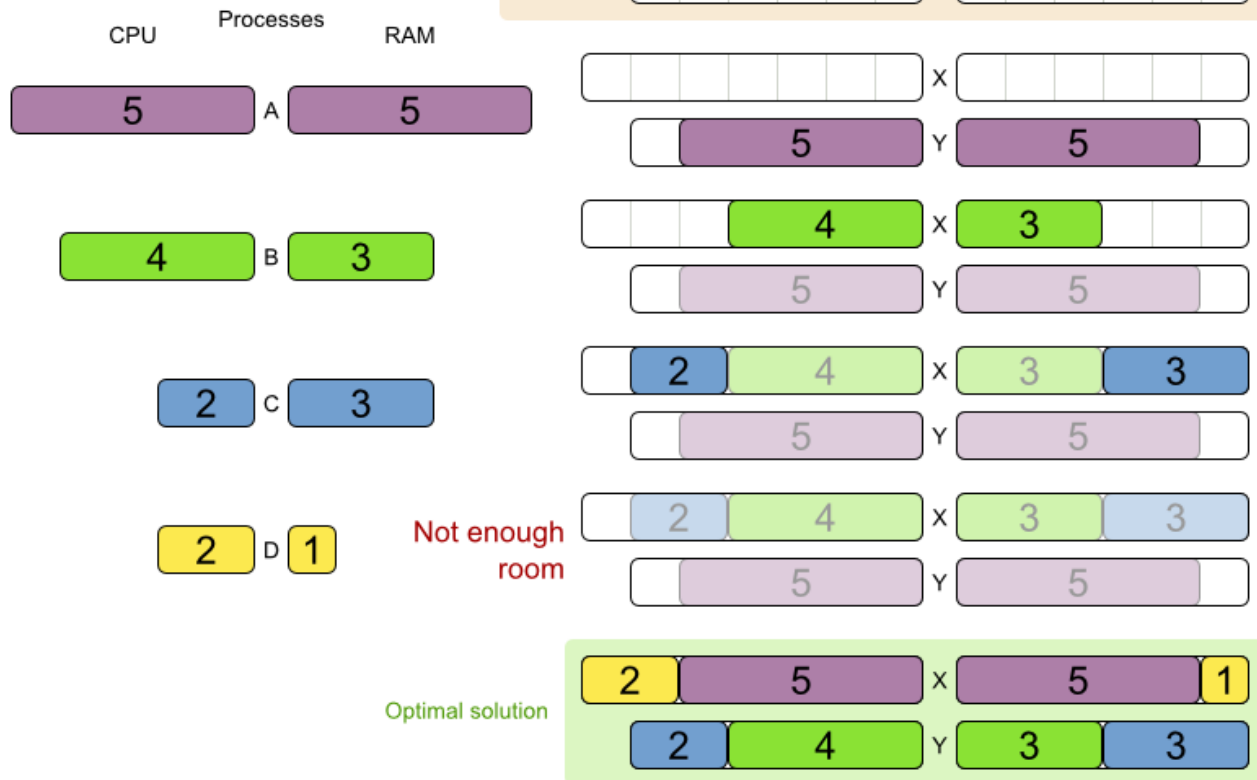 Processes
CPU RAM
X
5 A 5
5 Y 5
4 X 3
4 B 3
5 Y 5
2 4 X 3 3
2 C 3
5 Y 5
2 4 X 3 3
Not enough
room
2 D 1
5 Y 5
2 5 X 5 1
Optimal solution
2 4 Y 3 3